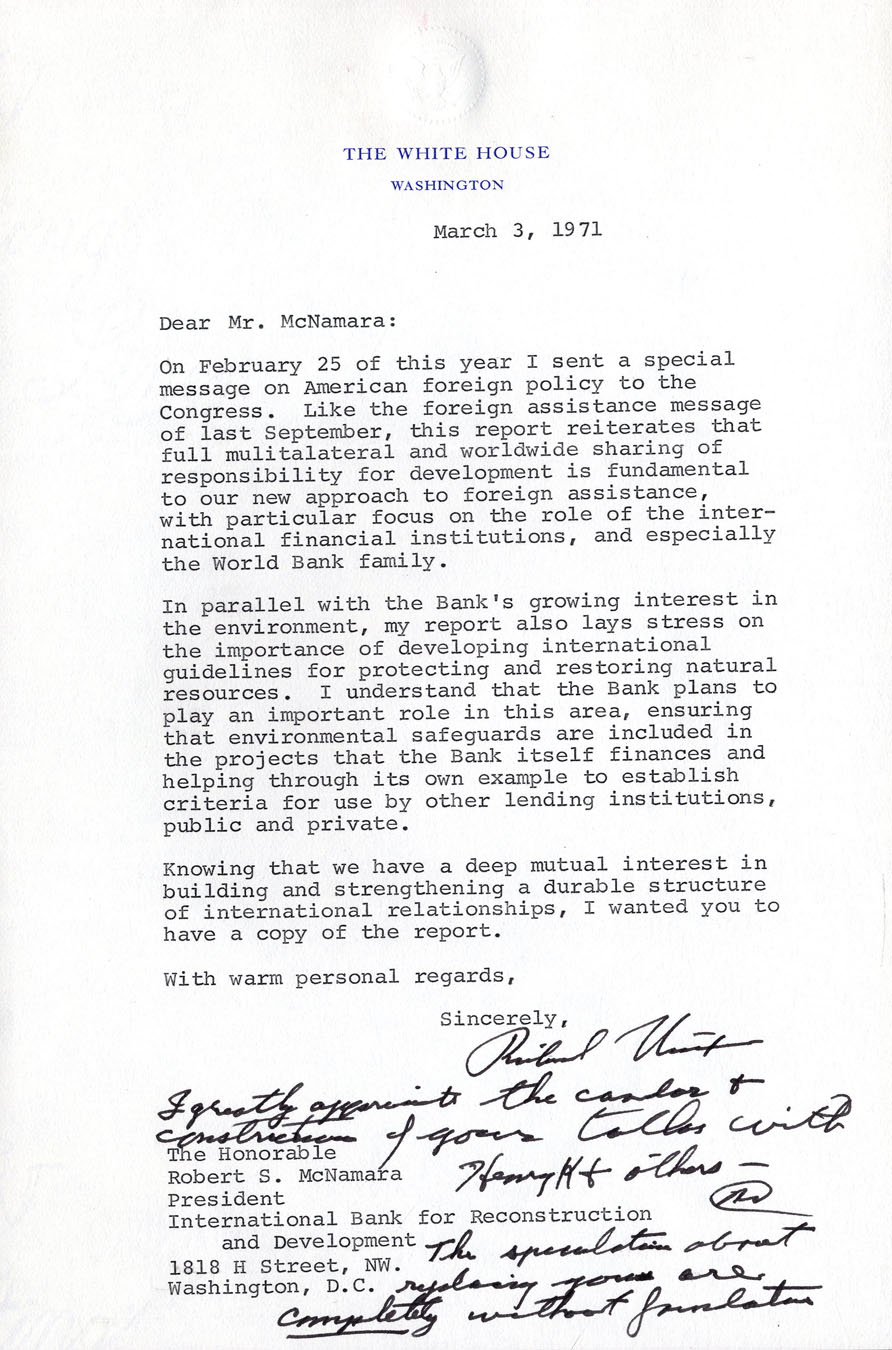 THE WHITE HOUSE
WASHINGTON
March 3, 1971
Dear Mr. McNamara:
On February 25 of this year I sent a special
message on American foreign policy to the
Congress. Like the foreign assistance message
of last September, this report reiterates that
full mulitalateral and worldwide sharing of
responsibility for development is fundamental
to our new approach to foreign assistance,
with particular focus on the role of the inter-
national financial institutions, and especially
the World Bank family.
In parallel with the Bank's growing interest in
the environment, my report also lays stress on
the importance of developing international
guidelines for protecting and restoring natural
resources. I understand that the Bank plans to
play an important role in this area, ensuring
that environmental safeguards are included in
the projects that the Bank itself finances and
helping through its own example to establish
criteria for use by other lending institutions,
public and private.
Knowing that we have a deep mutual interest in
building and strengthening a durable structure
of international relationships, I wanted you to
have a copy of the report.
With warm personal regards,
Sincerely,
Richard Nixon
I greatly appreciate the candor &
of your talks with
Henry K & others —
The Honorable
Robert S. McNamara
President
International Bank for Reconstruction
and Development
1818 H Street, NW.
Washington, D.C.
RN
The speculation about
replacing you are
completely without foundation